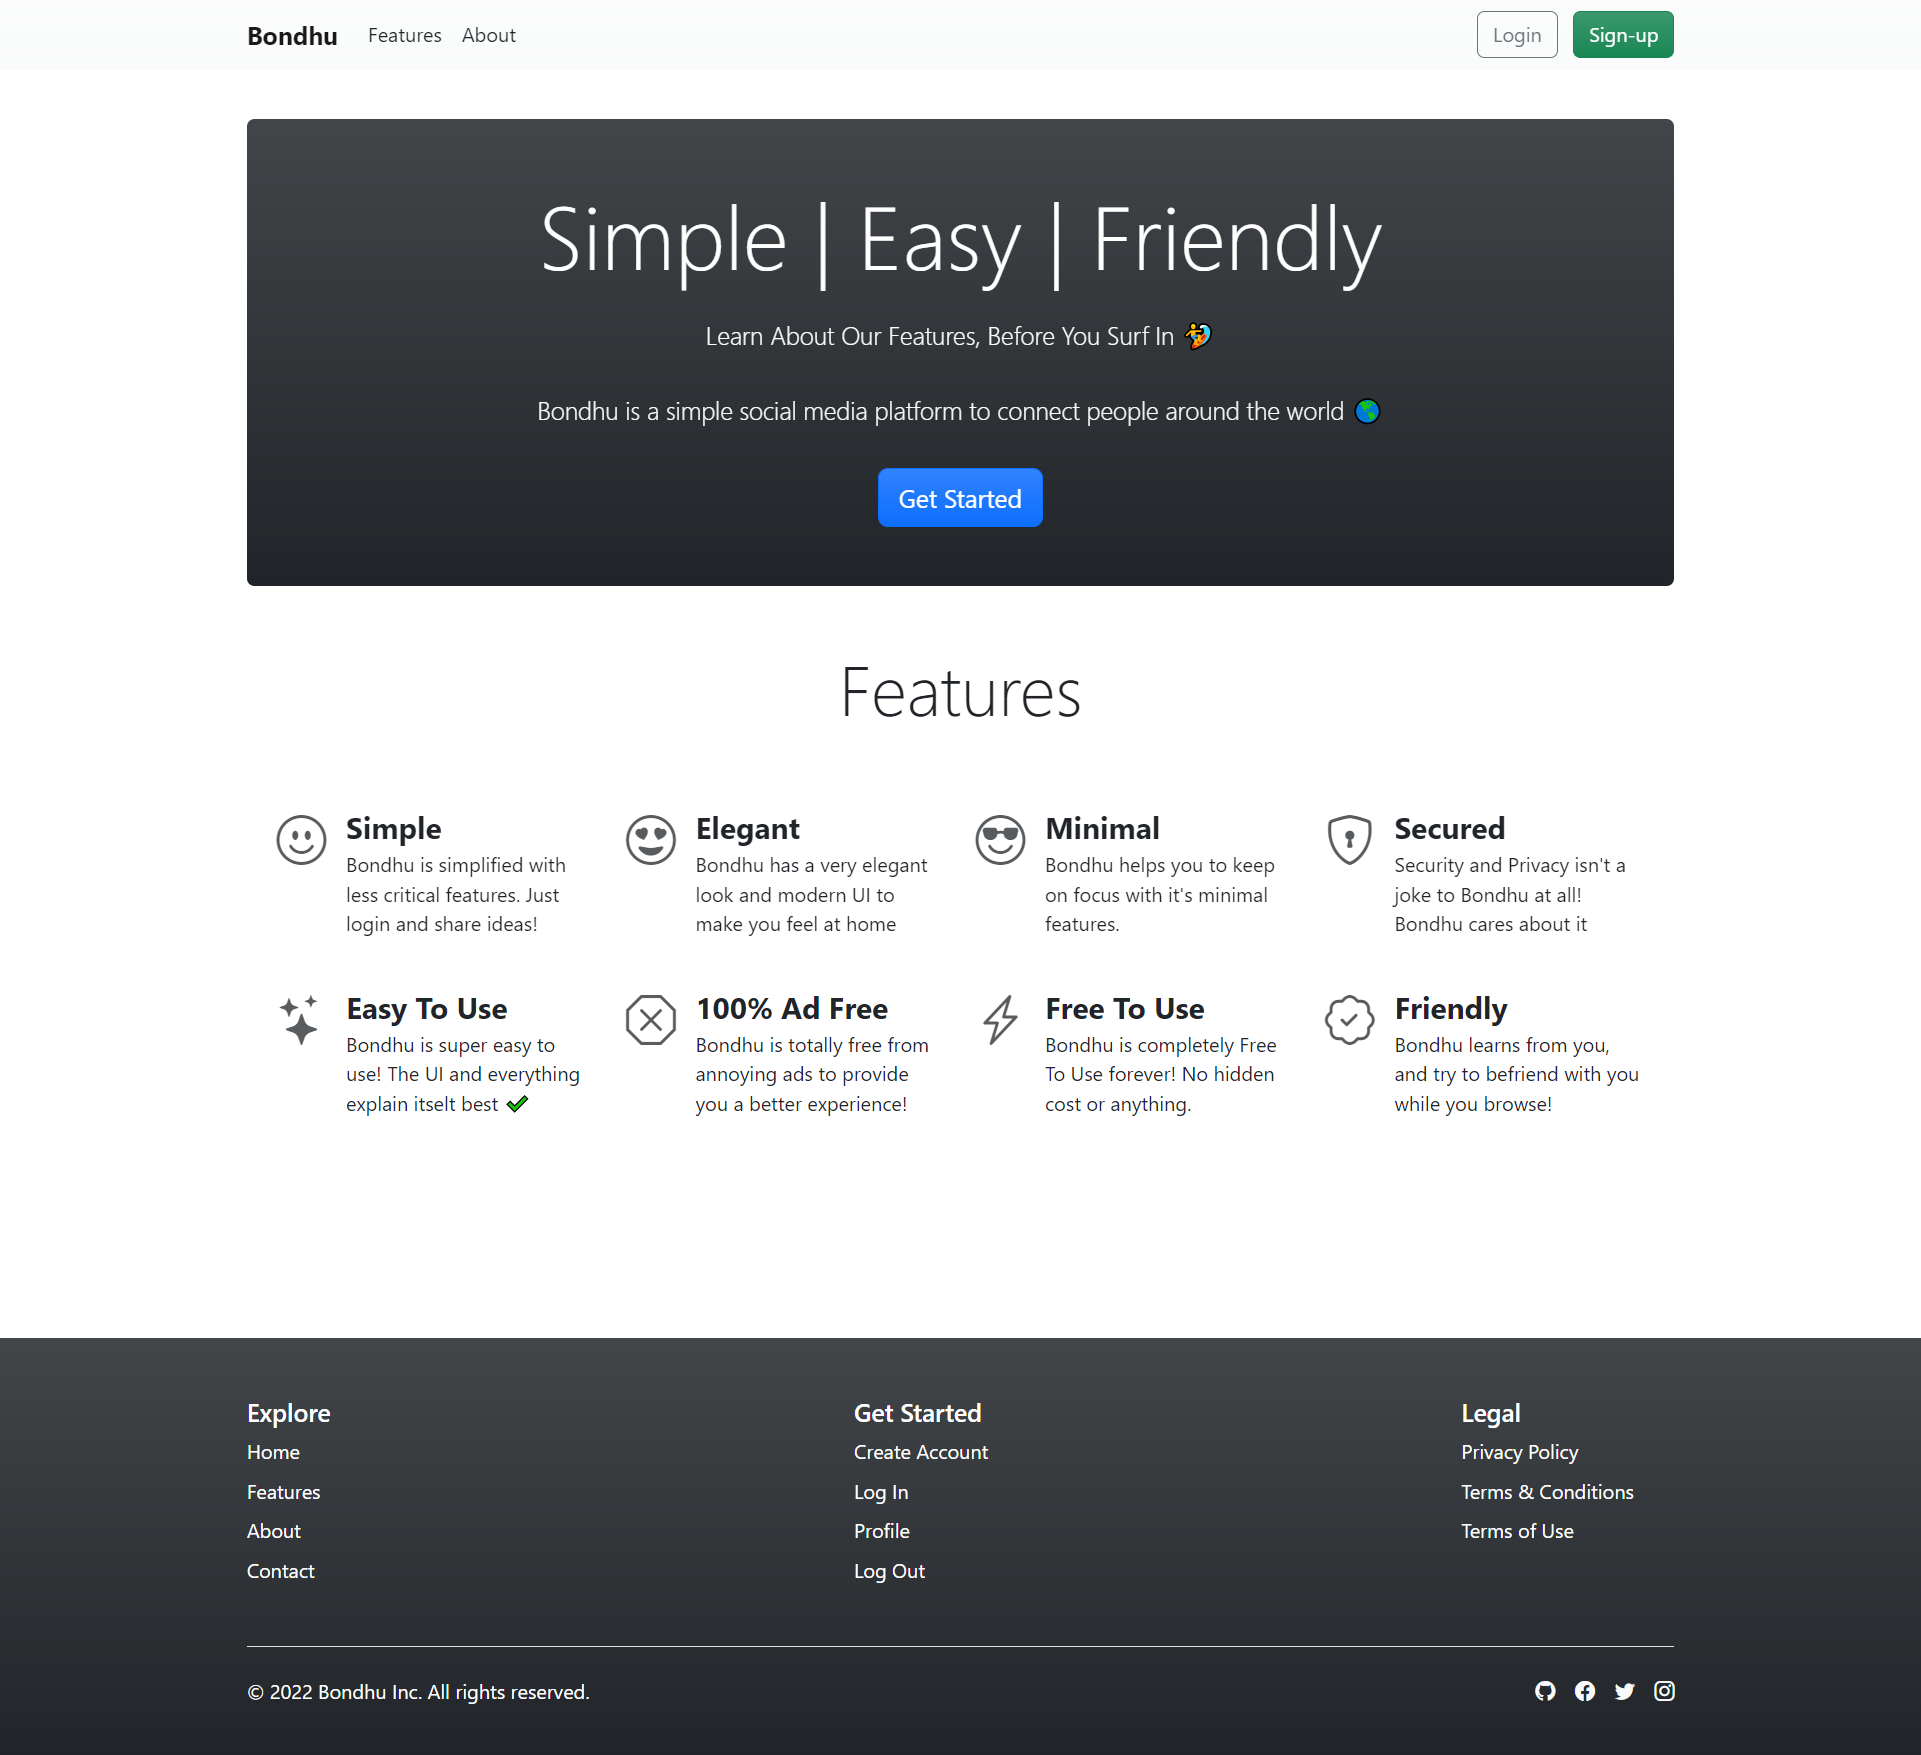 Bondhu Features About Login Sign-up
Simple | Easy | Friendly
Learn About Our Features, Before You Surf In 🏄
Bondhu is a simple social media platform to connect people around the world 🌎
Get Started
Features
Simple
Bondhu is simplified with
less critical features. Just
login and share ideas!
Elegant
Bondhu has a very elegant
look and modern UI to
make you feel at home
Minimal
Bondhu helps you to keep
on focus with it's minimal
features.
Secured
Security and Privacy isn't a
joke to Bondhu at all!
Bondhu cares about it
Easy To Use
Bondhu is super easy to
use! The UI and everything
explain itselt best ✔
100% Ad Free
Bondhu is totally free from
annoying ads to provide
you a better experience!
Free To Use
Bondhu is completely Free
To Use forever! No hidden
cost or anything.
Friendly
Bondhu learns from you,
and try to befriend with you
while you browse!
Explore
Home
Features
About
Contact
Get Started
Create Account
Log In
Profile
Log Out
Legal
Privacy Policy
Terms & Conditions
Terms of Use
© 2022 Bondhu Inc. All rights reserved.